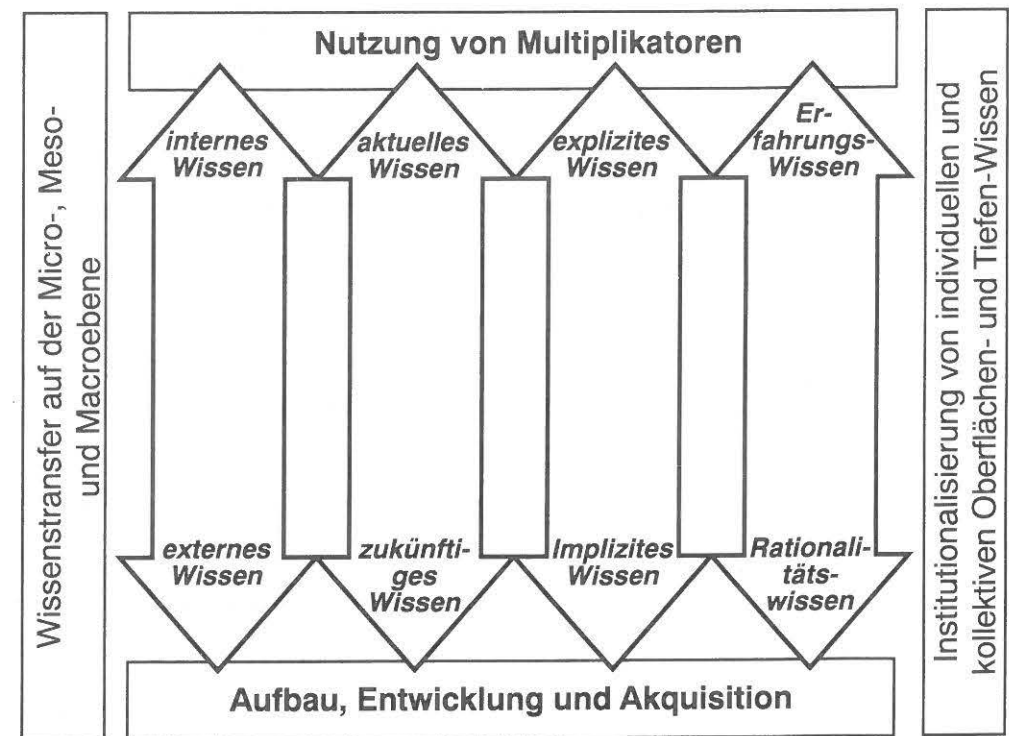 Nutzung von Multiplikatoren
Wissenstransfer auf der Micro-, Meso-
und Macroebene
internes
Wissen
aktuelles
Wissen
explizites
Wissen
Er-
fahrungs-
Wissen
externes
Wissen
zukünfti-
ges
Wissen
Implizites
Wissen
Rationali-
täts-
wissen
Institutionalisierung von individuellen und
kollektiven Oberflächen- und Tiefen-Wissen
Aufbau, Entwicklung und Akquisition